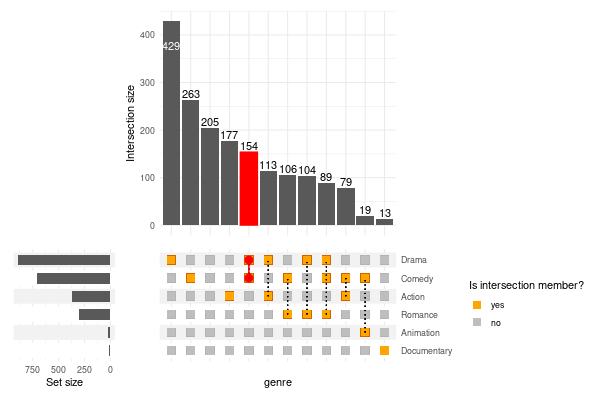 400
300
200
100
0
Intersection size
429
263
205
177
154
113
106
104
89
79
19
13
Drama
Comedy
Action
Romance
Animation
Documentary
750
500
250
0
Set size
genre
Is intersection member?
yes
no